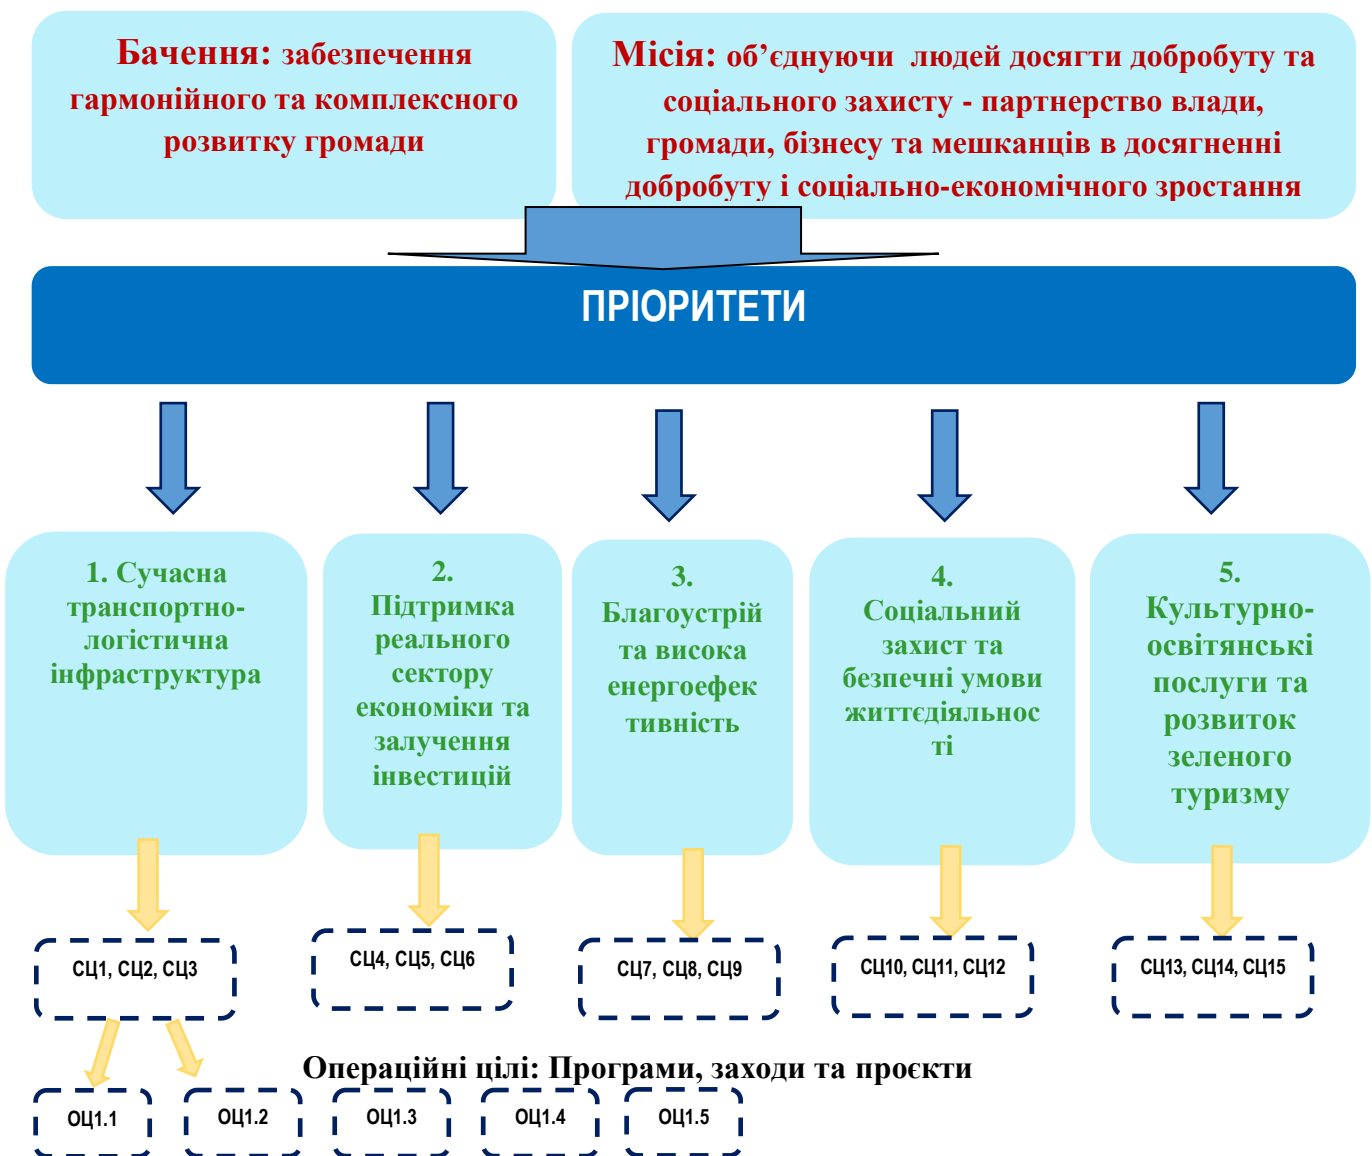 Бачення: забезпечення
гармонійного та комплексного
розвитку громади
Місія: об’єднуючи людей досягти добробуту та
соціального захисту - партнерство влади,
громади, бізнесу та мешканців в досягненні
добробуту і соціально-економічного зростання
ПРІОРИТЕТИ
1. Сучасна
транспортно-
логістична
інфраструктура
2.
Підтримка
реального
сектору
економіки та
залучення
інвестицій
3.
Благоустрій
та висока
енергоефек
тивність
4.
Соціальний
захист та
безпечні умови
життєдіяльнос
ті
5.
Культурно-
освітянські
послуги та
розвиток
зеленого
туризму
СЦ1, СЦ2, СЦ3
СЦ4, СЦ5, СЦ6
СЦ7, СЦ8, СЦ9
СЦ10, СЦ11, СЦ12
СЦ13, СЦ14, СЦ15
Операційні цілі: Програми, заходи та проєкти
ОЦ1.1
ОЦ1.2
ОЦ1.3
ОЦ1.4
ОЦ1.5